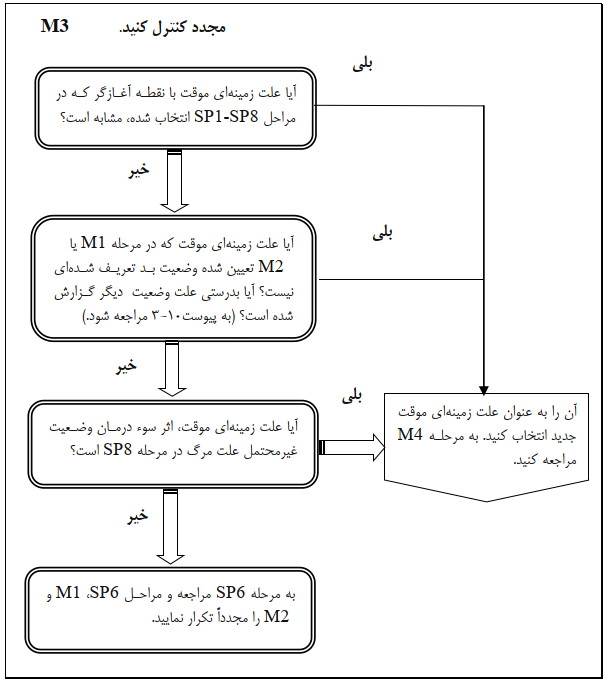 M3 مجدد کنترل کنید.
بلی
آیا علت زمینه‌ای موقت با نقطه آغازگر که در
مراحل SP1-SP8 انتخاب شده، مشابه است؟
خیر
آیا علت زمینه‌ای موقت که در مرحله M1 یا
M2 تعیین شده وضعیت بد تعریف شده‌ای
نیست؟ آیا بدرستی علت وضعیت دیگر گزارش
شده است؟ (به پیوست ۱۰-۳ مراجعه شود.)
بلی
خیر
آیا علت زمینه‌ای موقت، اثر سوء درمان وضعیت
غیرمحتمل علت مرگ در مرحله SP8 است؟
بلی
آن را به عنوان علت زمینه‌ای موقت
جدید انتخاب کنید. به مرحله M4
مراجعه کنید.
خیر
به مرحله SP6 مراجعه و مراحل SP6، M1 و
M2 را مجدداً تکرار نمایید.